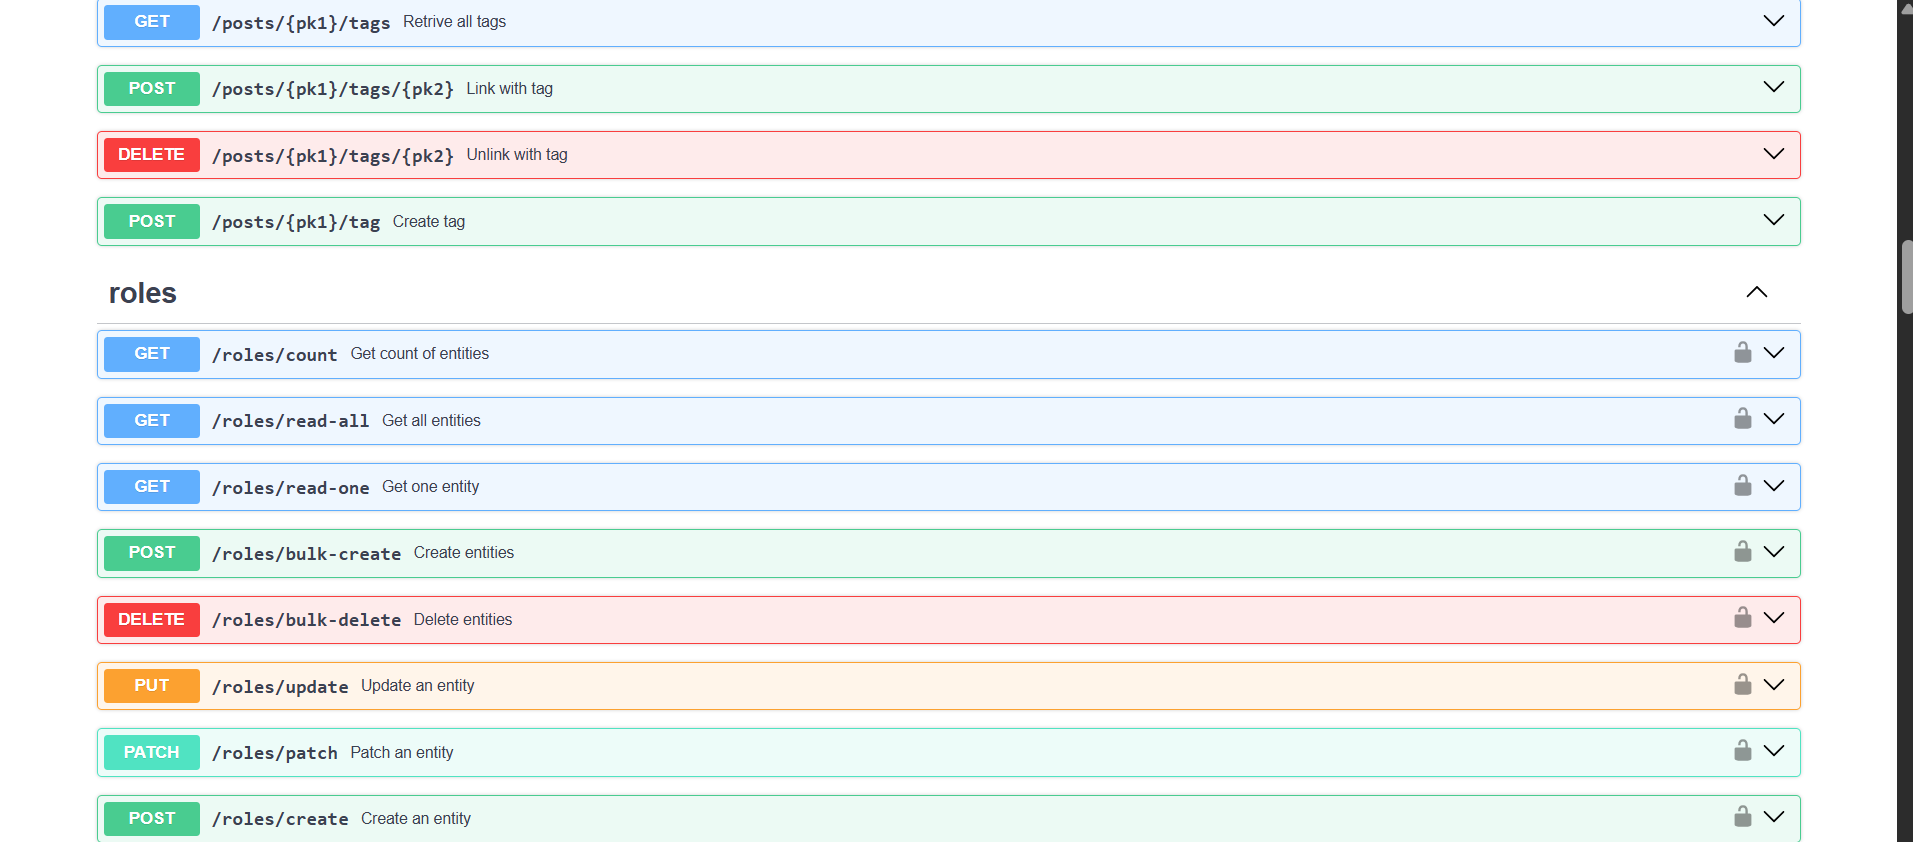 GET /posts/{pk1}/tags Retrive all tags
POST /posts/{pk1}/tags/{pk2} Link with tag
DELETE /posts/{pk1}/tags/{pk2} Unlink with tag
POST /posts/{pk1}/tag Create tag
roles
GET /roles/count Get count of entities
GET /roles/read-all Get all entities
GET /roles/read-one Get one entity
POST /roles/bulk-create Create entities
DELETE /roles/bulk-delete Delete entities
PUT /roles/update Update an entity
PATCH /roles/patch Patch an entity
POST /roles/create Create an entity